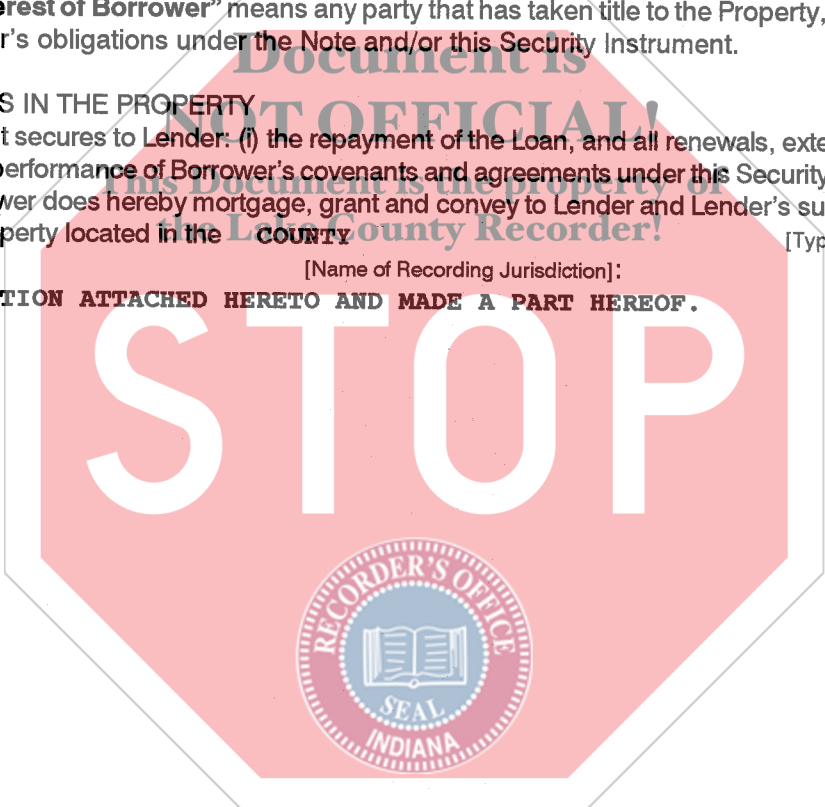 erest of Borrower” means any party that has taken title to the Property,
r’s obligations under the Note and/or this Security Instrument.
Document is
S IN THE PROPERTY
NOT OFFICIAL!
t secures to Lender: (i) the repayment of the Loan, and all renewals, exte
erformance of Borrower’s covenants and agreements under this Security
This Document is the property of
wer does hereby mortgage, grant and convey to Lender and Lender’s su
the Lake County Recorder!
perty located in the COUNTY [Typ
[Name of Recording Jurisdiction]:
TION ATTACHED HERETO AND MADE A PART HEREOF.
STOP
RECORDER'S OFFICE
SEAL
INDIANA